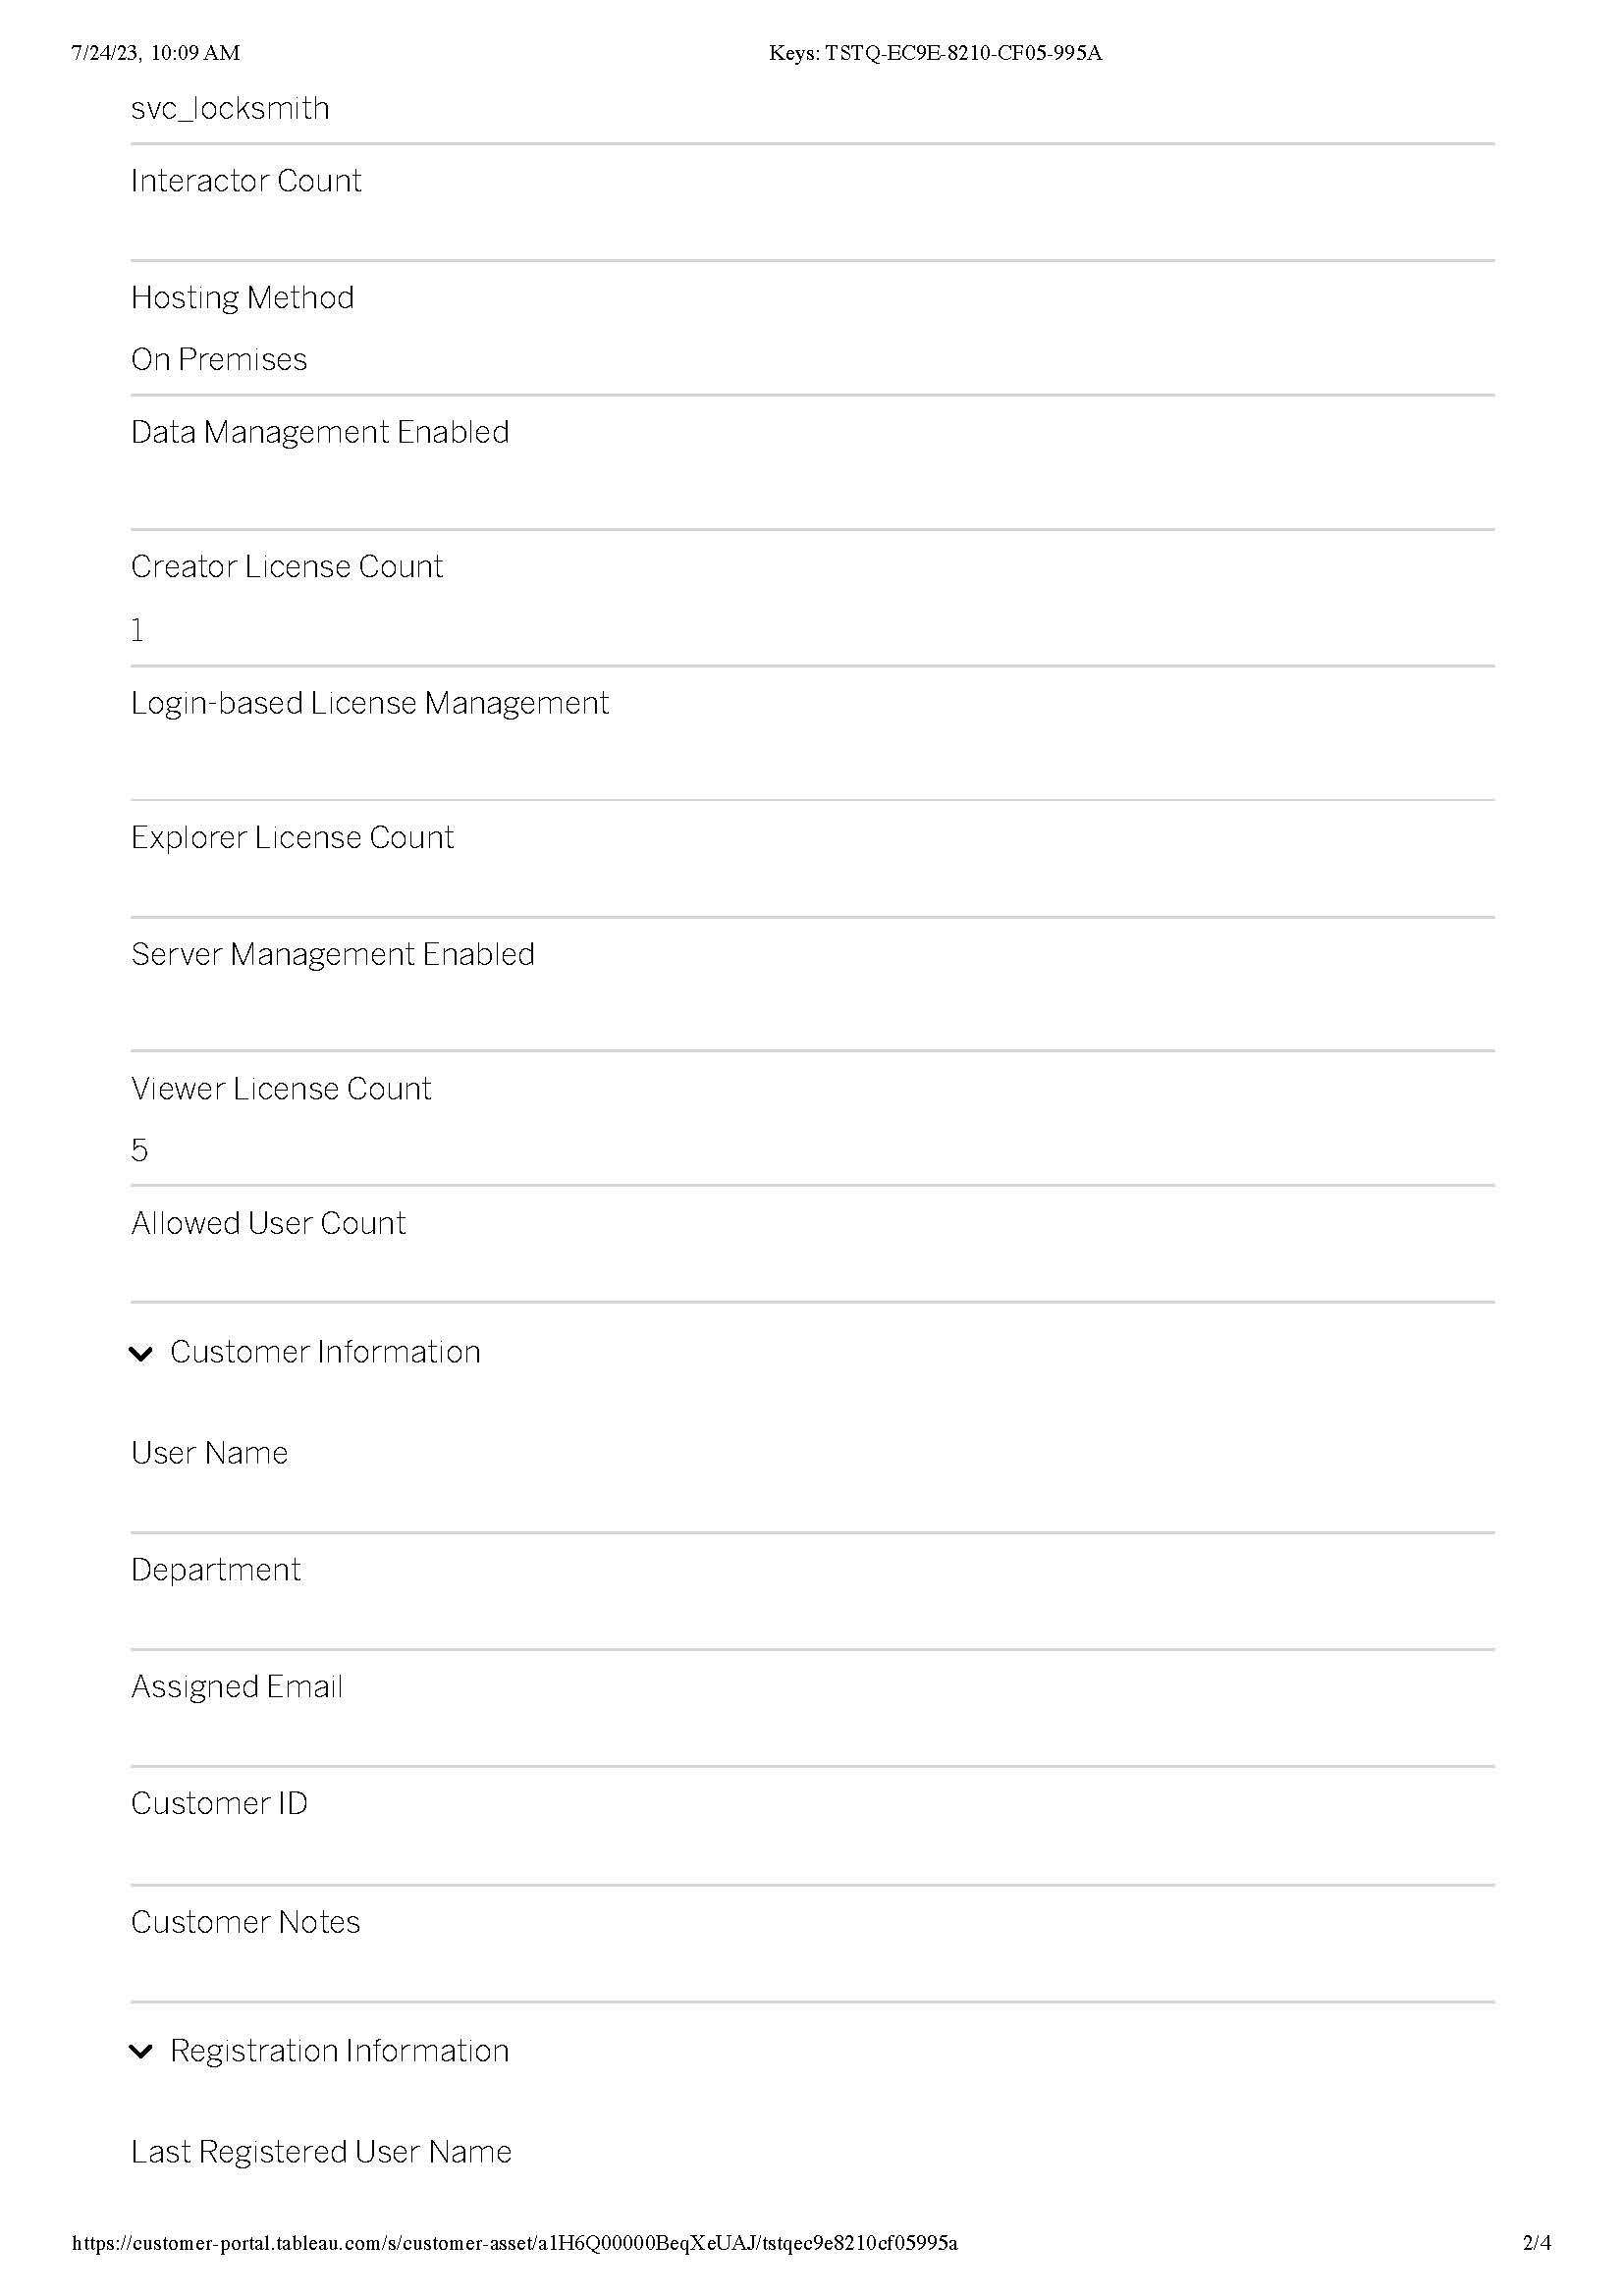 7/24/23, 10:09 AM Keys: TSTQ-EC9E-8210-CF05-995A
svc_locksmith
Interactor Count
Hosting Method
On Premises
Data Management Enabled
Creator License Count
1
Login-based License Management
Explorer License Count
Server Management Enabled
Viewer License Count
5
Allowed User Count
Customer Information
User Name
Department
Assigned Email
Customer ID
Customer Notes
Registration Information
Last Registered User Name
https://customer-portal.tableau.com/s/customer-asset/a1H6Q00000BeqXeUAJ/tstqec9e8210cf05995a 2/4